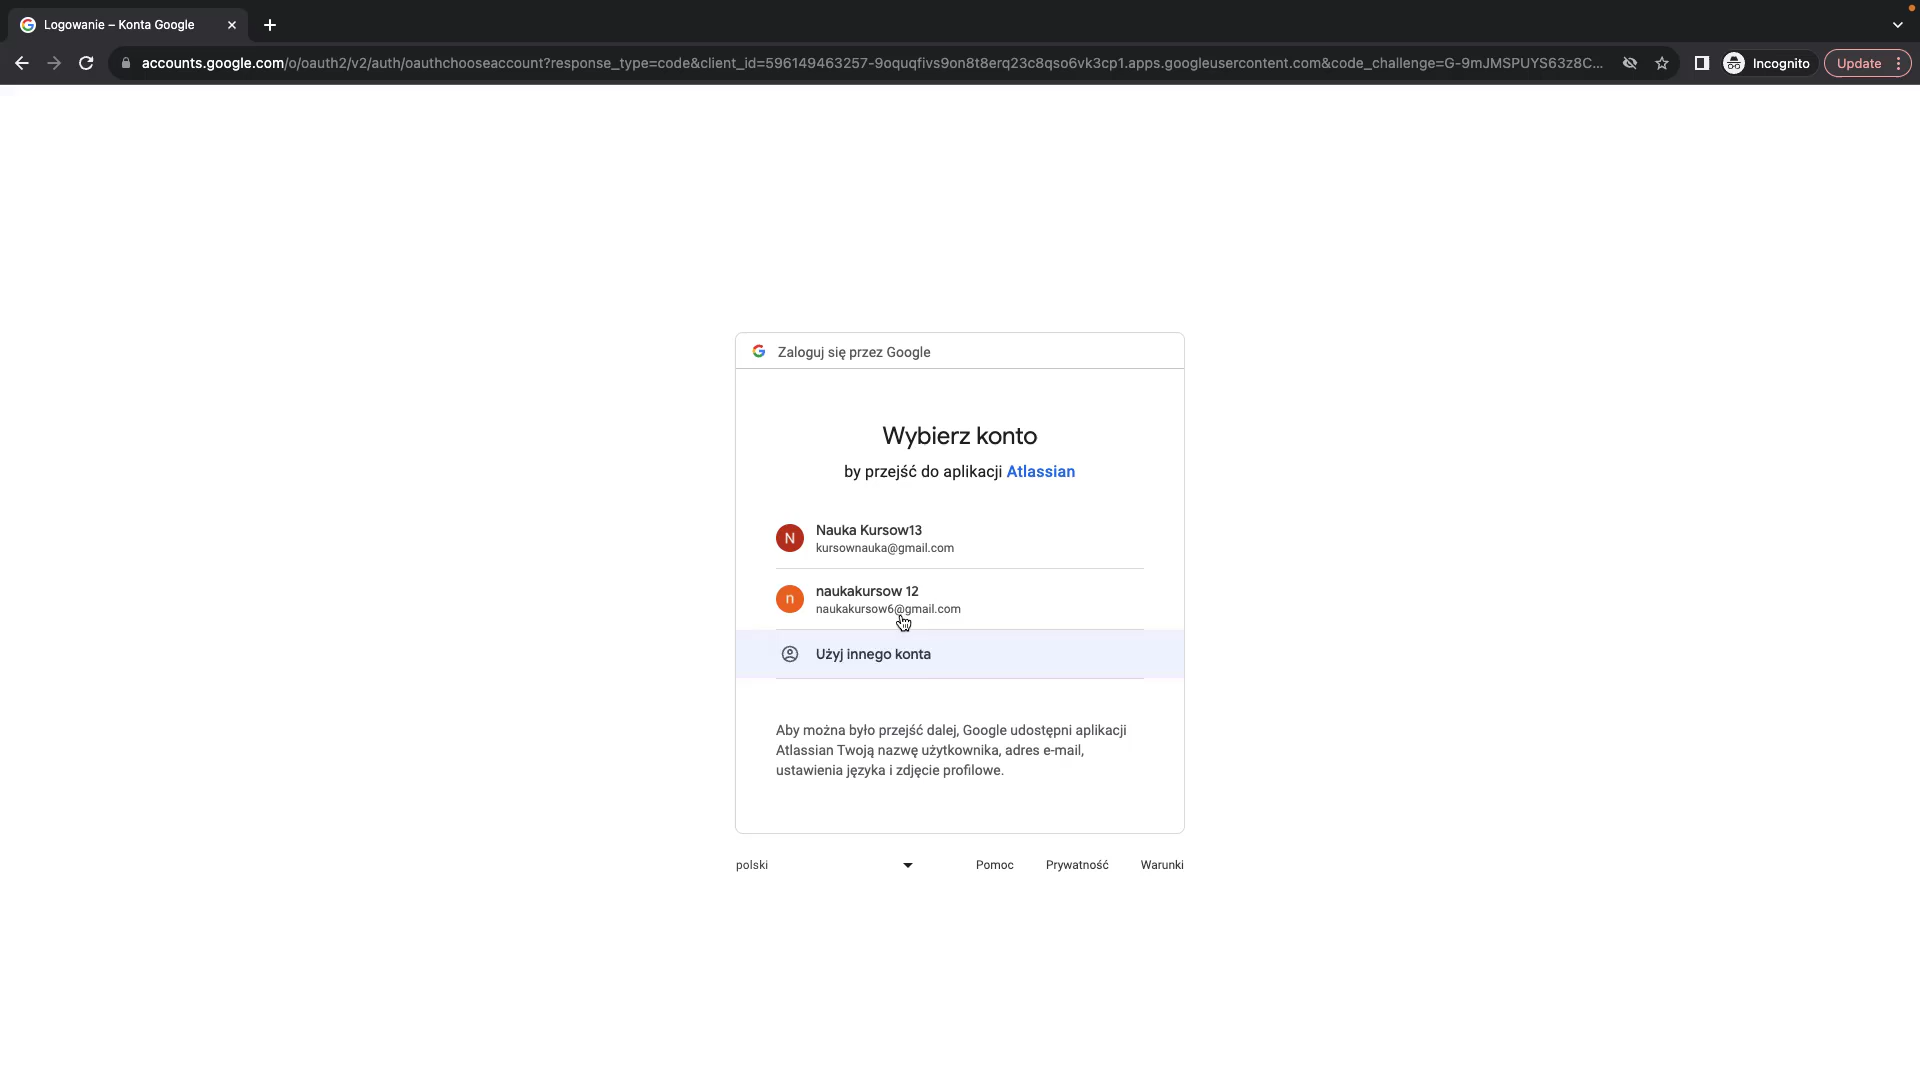 Logowanie – Konta Google
accounts.google.com/o/oauth2/v2/auth/oauthchooseaccount?response_type=code&client_id=596149463257-9oquqfivs9on8t8erq23c8qso6vk3cp1.apps.googleusercontent.com&code_challenge=G-9mJMSPUYS63z8C...
Incognito
Update
Zaloguj się przez Google
Wybierz konto
by przejść do aplikacji Atlassian
N
Nauka Kursow13
kursownauka@gmail.com
n
naukakursow 12
naukakursow6@gmail.com
Użyj innego konta
Aby można było przejść dalej, Google udostępni aplikacji
Atlassian Twoją nazwę użytkownika, adres e-mail,
ustawienia języka i zdjęcie profilowe.
polski
Pomoc
Prywatność
Warunki